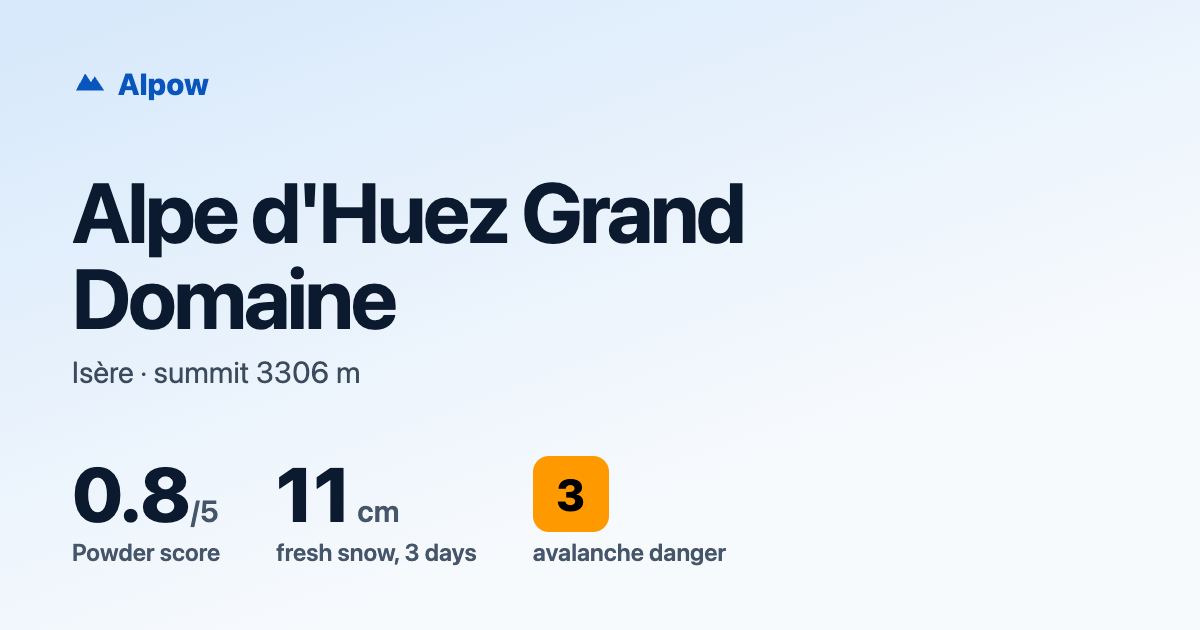 Alpow
Alpe d'Huez Grand
Domaine
Isère · summit 3306 m
0.8/5
Powder score
11 cm
fresh snow, 3 days
3
avalanche danger